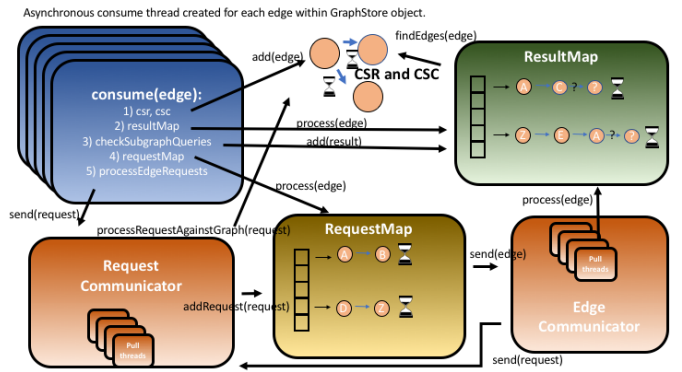 Asynchronous consume thread created for each edge within GraphStore object.
add(edge)
findEdges(edge)
CSR and CSC
consume(edge):
1) csr, csc
2) resultMap
3) checkSubgraphQueries
4) requestMap
5) processEdgeRequests
ResultMap
A C ? ?
Z E A ? ?
process(edge)
add(result)
process(edge)
process(edge)
send(request)
processRequestAgainstGraph(request)
RequestMap
A B
D Z
send(edge)
addRequest(request)
Request
Communicator
Pull
threads
Pull
threads
Edge
Communicator
send(request)